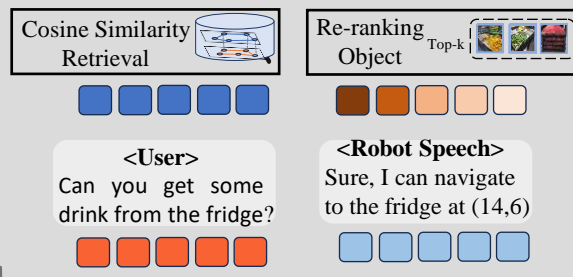 Cosine Similarity
Retrieval
Re-ranking
Object Top-k
<User>
Can you get some
drink from the fridge?
<Robot Speech>
Sure, I can navigate
to the fridge at (14,6)